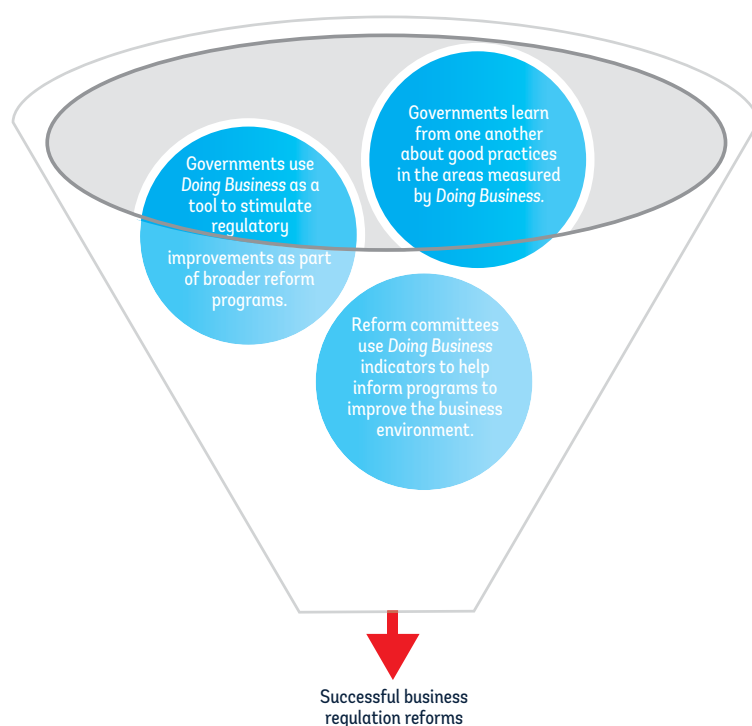 Governments learn
from one another
about good practices
in the areas measured
by Doing Business.
Governments use
Doing Business as a
tool to stimulate
regulatory
improvements as part
of broader reform
programs.
Reform committees
use Doing Business
indicators to help
inform programs to
improve the business
environment.
Successful business
regulation reforms